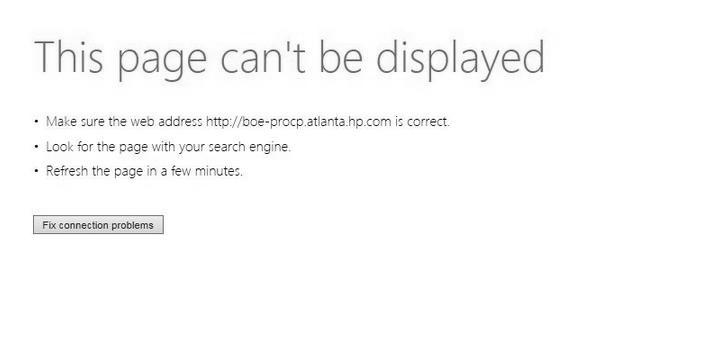 This page can't be displayed
• Make sure the web address http://boe-procp.atlanta.hp.com is correct.
• Look for the page with your search engine.
• Refresh the page in a few minutes.
Fix connection problems